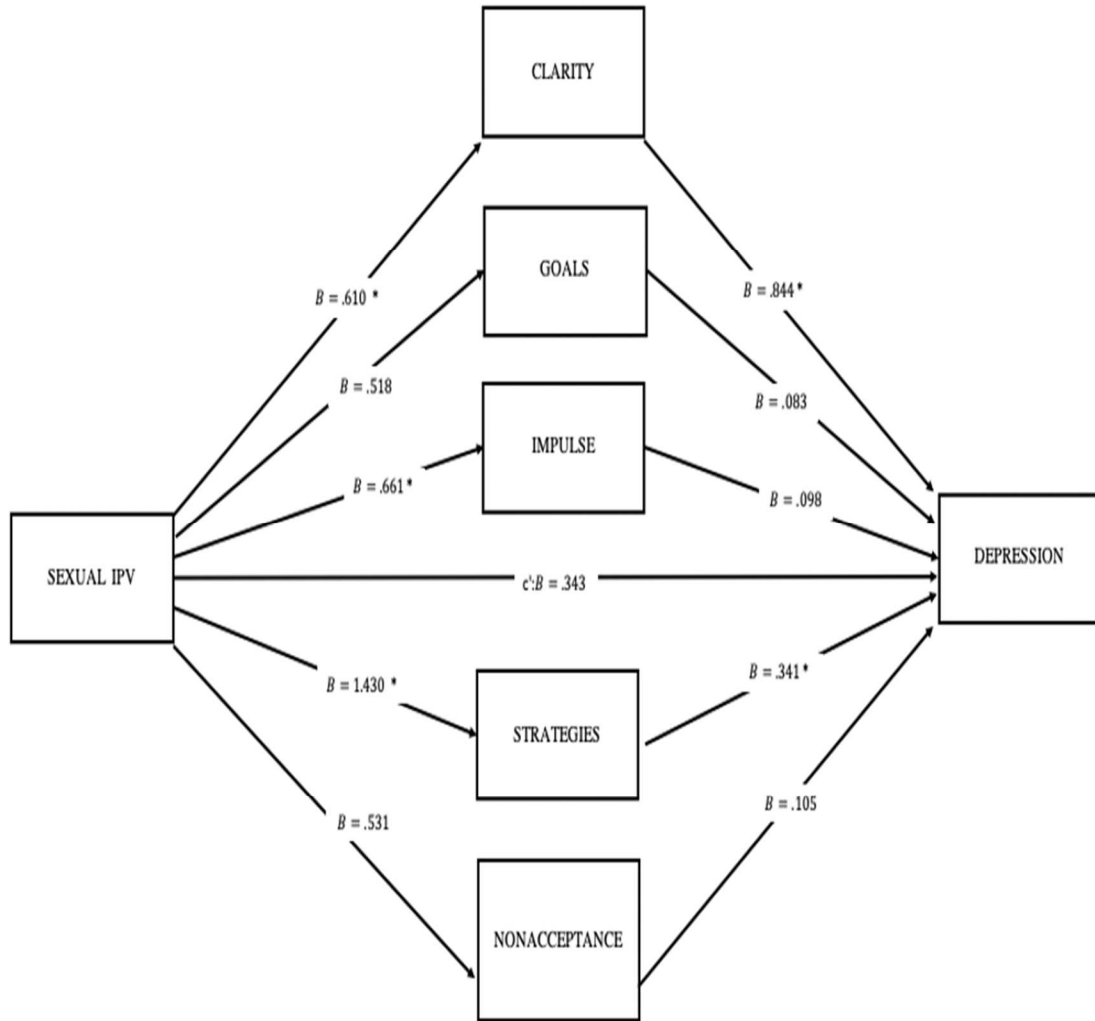 CLARITY
GOALS
B = .610 *
B = .844 *
B = .518
B = .083
IMPULSE
B = .661 *
B = .098
SEXUAL IPV
c':B = .343
DEPRESSION
B = 1.430 *
B = .341 *
STRATEGIES
B = .531
B = .105
NONACCEPTANCE